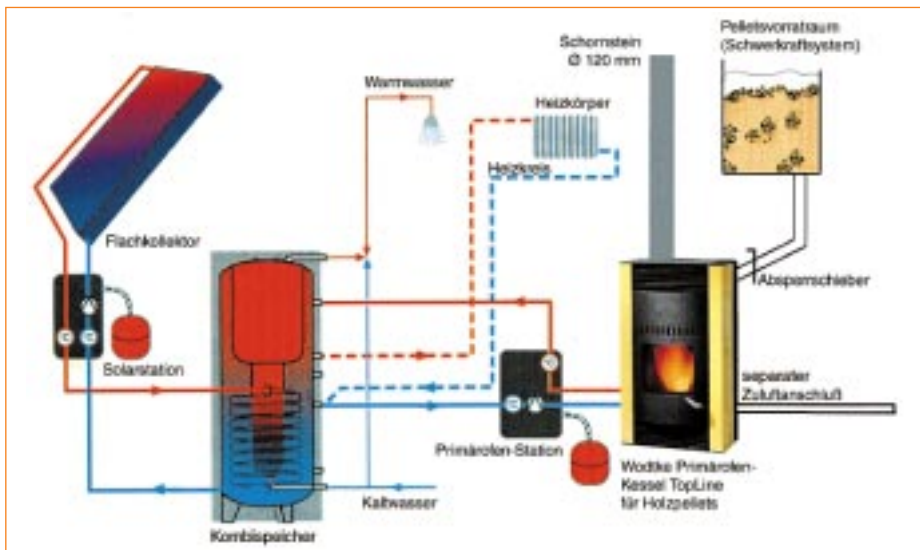 Pelletsvorratraum
(Schwerkraftsystem)
Schornstein
Ø 120 mm
Warmwasser
Heizkörper
Heizkreis
Flachkollektor
Absperrschieber
Solarstation
separater
Zuluftanschluß
Primärofen-Station
Wodtke Primärofen-
Kessel TopLine
für Holzpellets
Kaltwasser
Kombispeicher